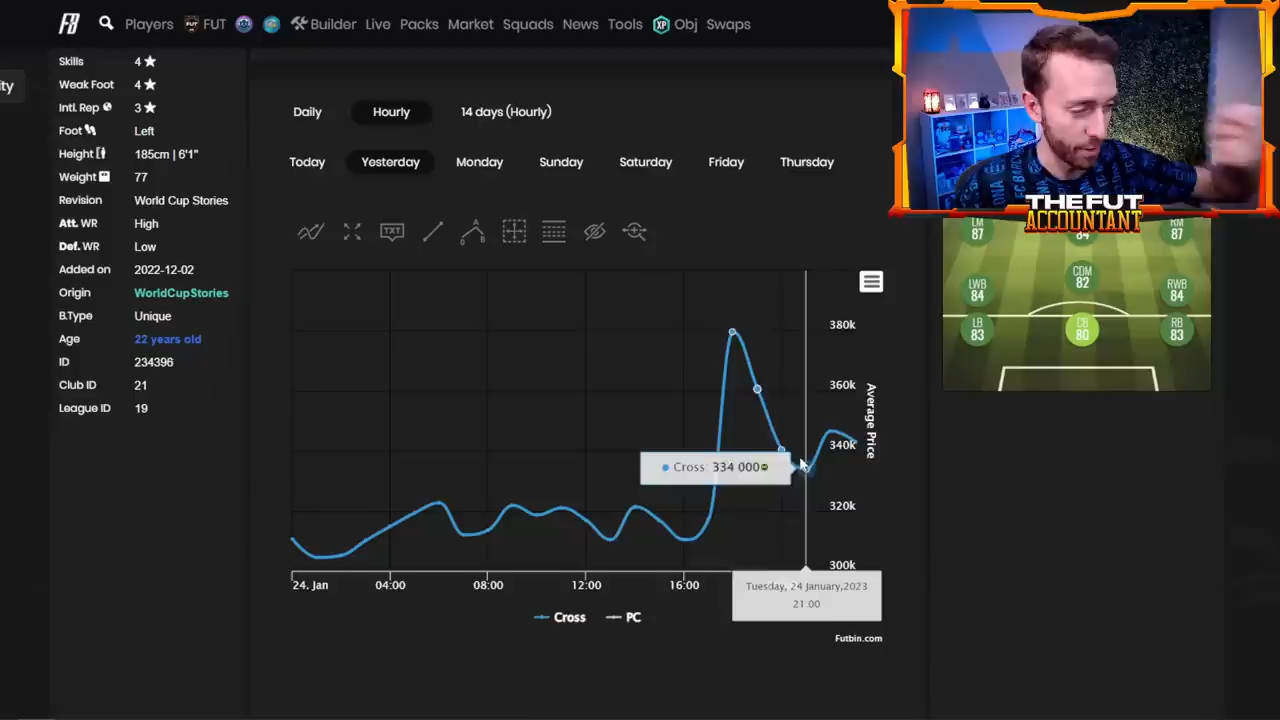 Players FUT Builder Live Packs Market Squads News Tools XP Obj Swaps
ty
Skills 4
Weak Foot 4
Intl. Rep 3
Foot Left
Height 185cm | 6'1"
Weight 77
Revision World Cup Stories
Att. WR High
Def. WR Low
Added on 2022-12-02
Origin WorldCupStories
B.Type Unique
Age 22 years old
ID 234396
Club ID 21
League ID 19
Daily Hourly 14 days (Hourly)
Today Yesterday Monday Sunday Saturday Friday Thursday
TXT
A
B
380k
360k
340k
320k
300k
Average Price
Cross: 334 000
24. Jan 04:00 08:00 12:00 16:00
Tuesday, 24 January,2023
21:00
Cross PC
Futbin.com
THE FUT
ACCOUNTANT
LM RM
87 84 87
CDM
82
LWB RWB
84 84
LB CB RB
83 80 83